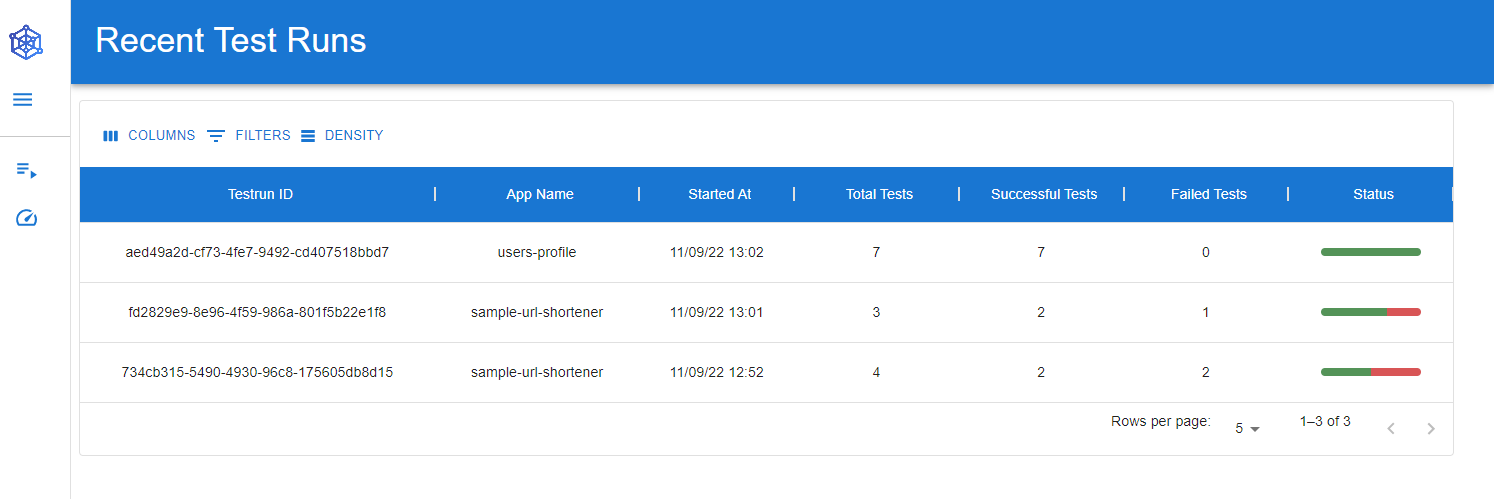 Recent Test Runs
COLUMNS FILTERS DENSITY
Testrun ID App Name Started At Total Tests Successful Tests Failed Tests Status
aed49a2d-cf73-4fe7-9492-cd407518bbd7 users-profile 11/09/22 13:02 7 7 0
fd2829e9-8e96-4f59-986a-801f5b22e1f8 sample-url-shortener 11/09/22 13:01 3 2 1
734cb315-5490-4930-96c8-175605db8d15 sample-url-shortener 11/09/22 12:52 4 2 2
Rows per page: 5 1–3 of 3